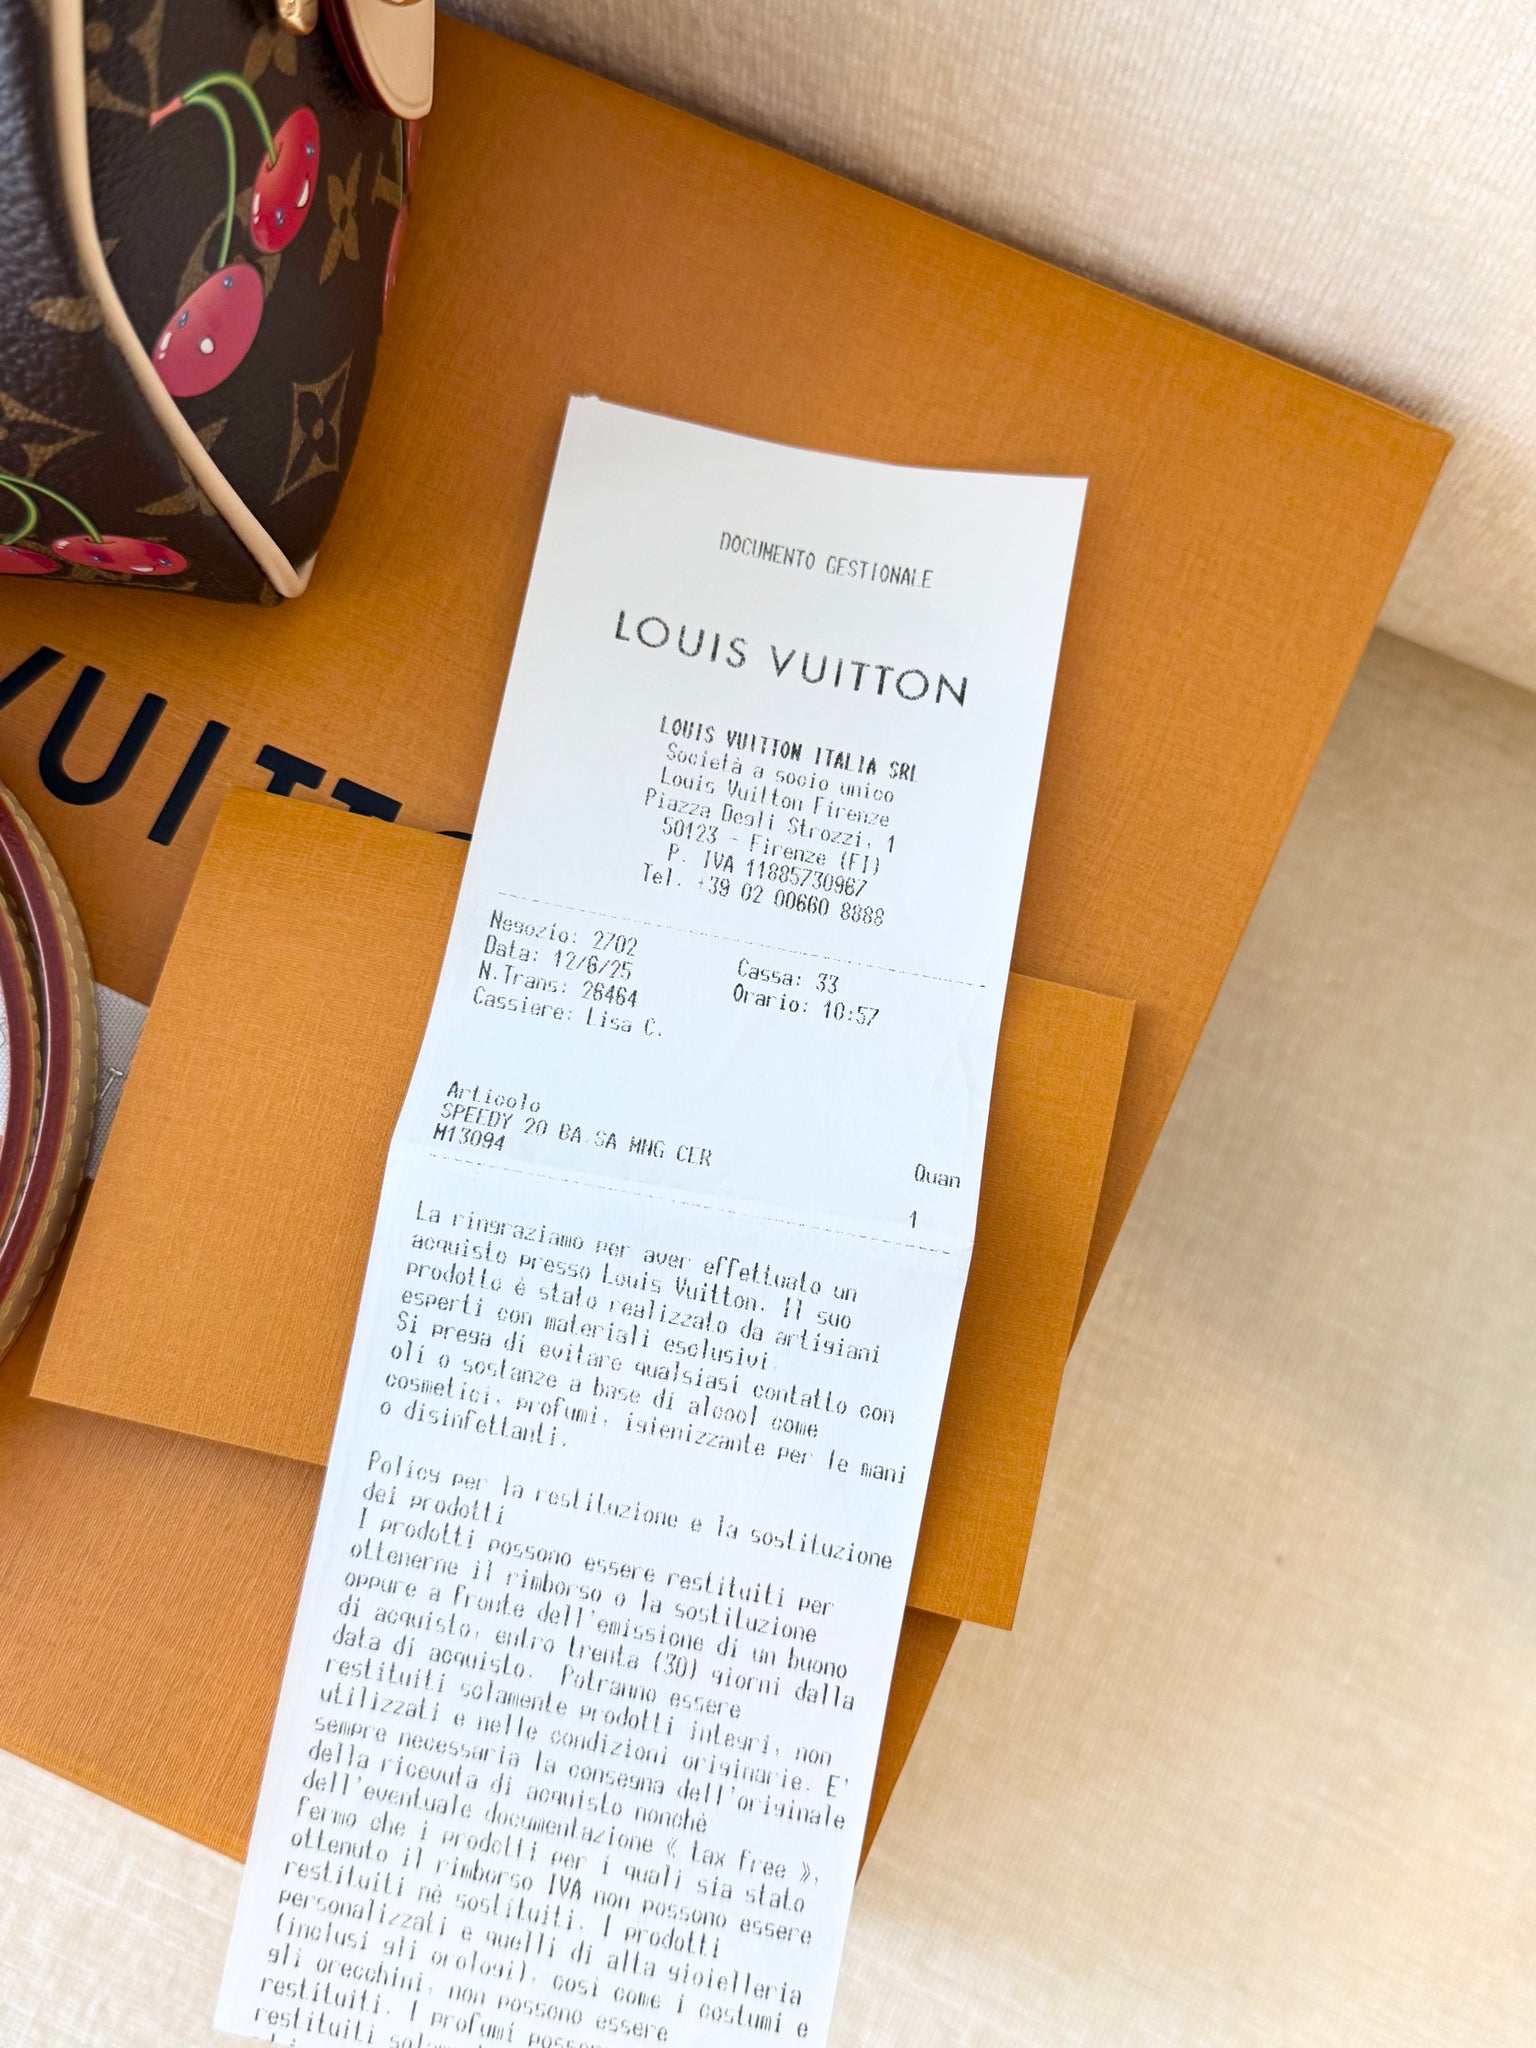 VUITTO
DOCUMENTO GESTIONALE
LOUIS VUITTON
LOUIS VUITTON ITALIA SRL
Società a socio unico
Louis Vuitton Firenze
Piazza Degli Strozzi, 1
50123 - Firenze (FI)
P. IVA 11885730967
Tel. +39 02 00660 8888
Negozio: 2702
Data: 12/6/25 Cassa: 33
N.Trans: 26464 Orario: 10:57
Cassiere: Lisa C.
Articolo Quan
SPEEDY 20 BA.SA MNG CER
M13094 1
La ringraziamo per aver effettuato un
acquisto presso Louis Vuitton. Il suo
prodotto è stato realizzato da artigiani
esperti con materiali esclusivi.
Si prega di evitare qualsiasi contatto con
oli o sostanze a base di alcool come
cosmetici, profumi, igienizzante per le mani
o disinfettanti.
Policy per la restituzione e la sostituzione
dei prodotti
I prodotti possono essere restituiti per
ottenerne il rimborso o la sostituzione
oppure a fronte dell'emissione di un buono
di acquisto, entro trenta (30) giorni dalla
data di acquisto. Potranno essere
restituiti solamente prodotti integri, non
utilizzati e nelle condizioni originarie. E'
sempre necessaria la consegna dell'originale
della ricevuta di acquisto nonchè
dell'eventuale documentazione « tax free »,
fermo che i prodotti per i quali sia stato
ottenuto il rimborso IVA non possono essere
restituiti nè sostituiti. I prodotti
personalizzati e quelli di alta gioielleria
(inclusi gli orologi), così come i costumi e
gli orecchini, non possono essere
restituiti. I profumi
restituiti